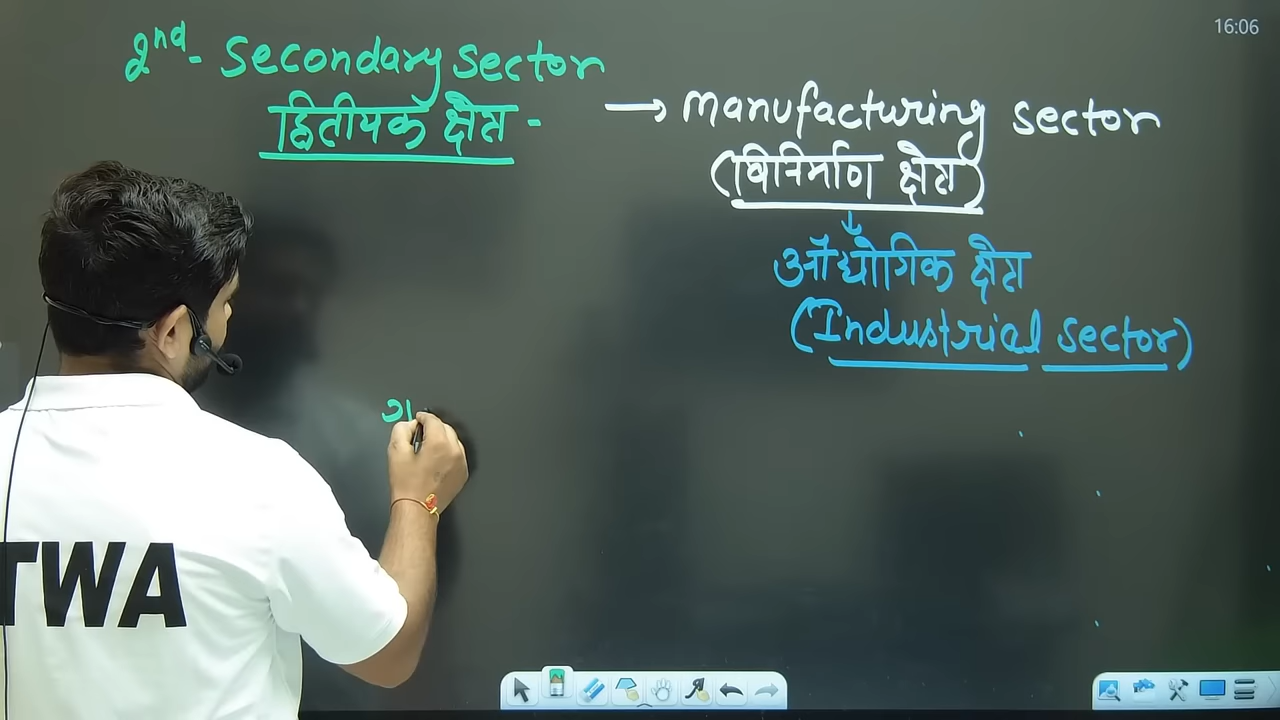 2nd - Secondary Sector
द्वितीयक क्षेत्र -
→ Manufacturing Sector
(विनिर्माण क्षेत्र)
औद्योगिक क्षेत्र
(Industrial Sector)
16:06
TWA